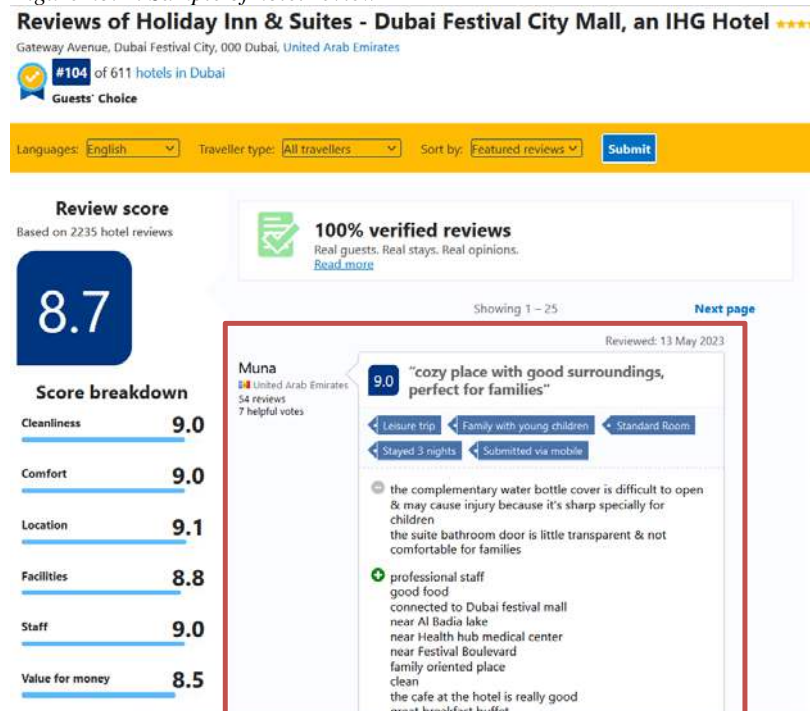 Reviews of Holiday Inn & Suites - Dubai Festival City Mall, an IHG Hotel
Gateway Avenue, Dubai Festival City, 000 Dubai, United Arab Emirates
#104 of 611 hotels in Dubai
Guests' Choice
Languages: English Traveller type: All travellers Sort by: Featured reviews Submit
Review score
Based on 2235 hotel reviews
8.7
100% verified reviews
Real guests. Real stays. Real opinions.
Read more
Showing 1 – 25 Next page
Score breakdown
Cleanliness 9.0
Comfort 9.0
Location 9.1
Facilities 8.8
Staff 9.0
Value for money 8.5
Reviewed: 13 May 2023
Muna
United Arab Emirates
54 reviews
7 helpful votes
9.0 "cozy place with good surroundings,
perfect for families"
Leisure trip Family with young children Standard Room
Stayed 3 nights Submitted via mobile
the complementary water bottle cover is difficult to open
& may cause injury because it's sharp specially for
children
the suite bathroom door is little transparent & not
comfortable for families
professional staff
good food
connected to Dubai festival mall
near Al Badia lake
near Health hub medical center
near Festival Boulevard
family oriented place
clean
the cafe at the hotel is really good
great breakfast buffet